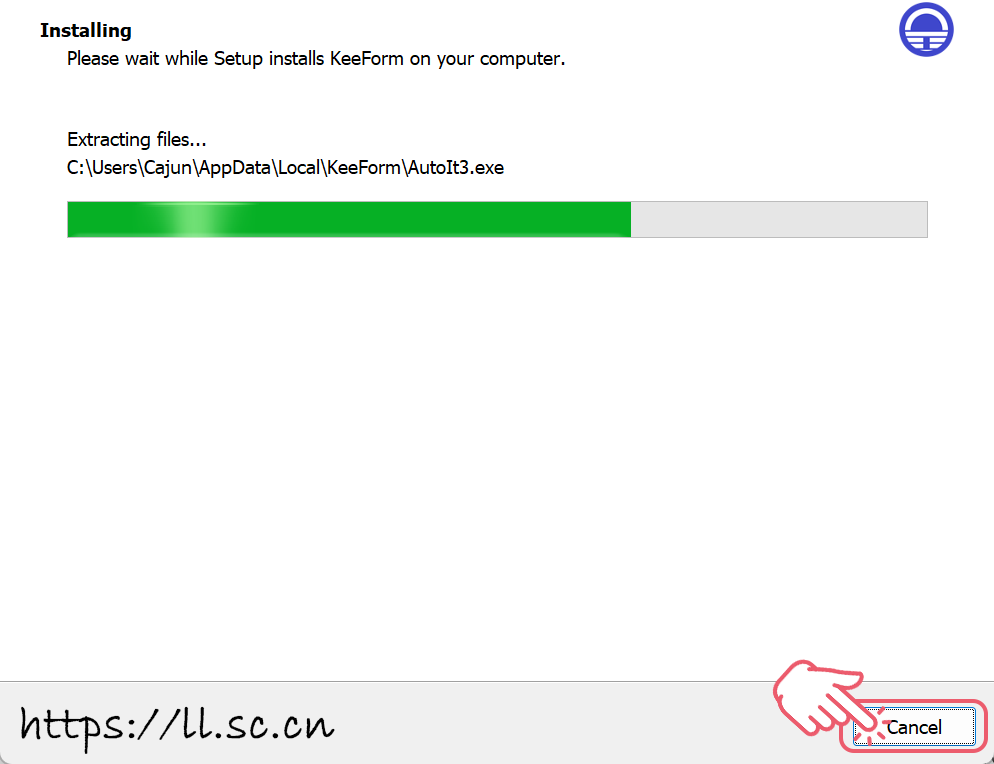 Installing
Please wait while Setup installs KeeForm on your computer.
Extracting files...
C:\Users\Cajun\AppData\Local\KeeForm\AutoIt3.exe
https://ll.sc.cn
Cancel